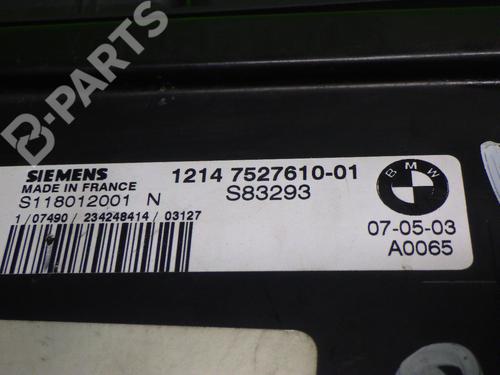 B-PARTS
SIEMENS
MADE IN FRANCE
S118012001 N
1214 7527610-01
S83293
1/07490/234248414/03127
BMW
07-05-03
A0065